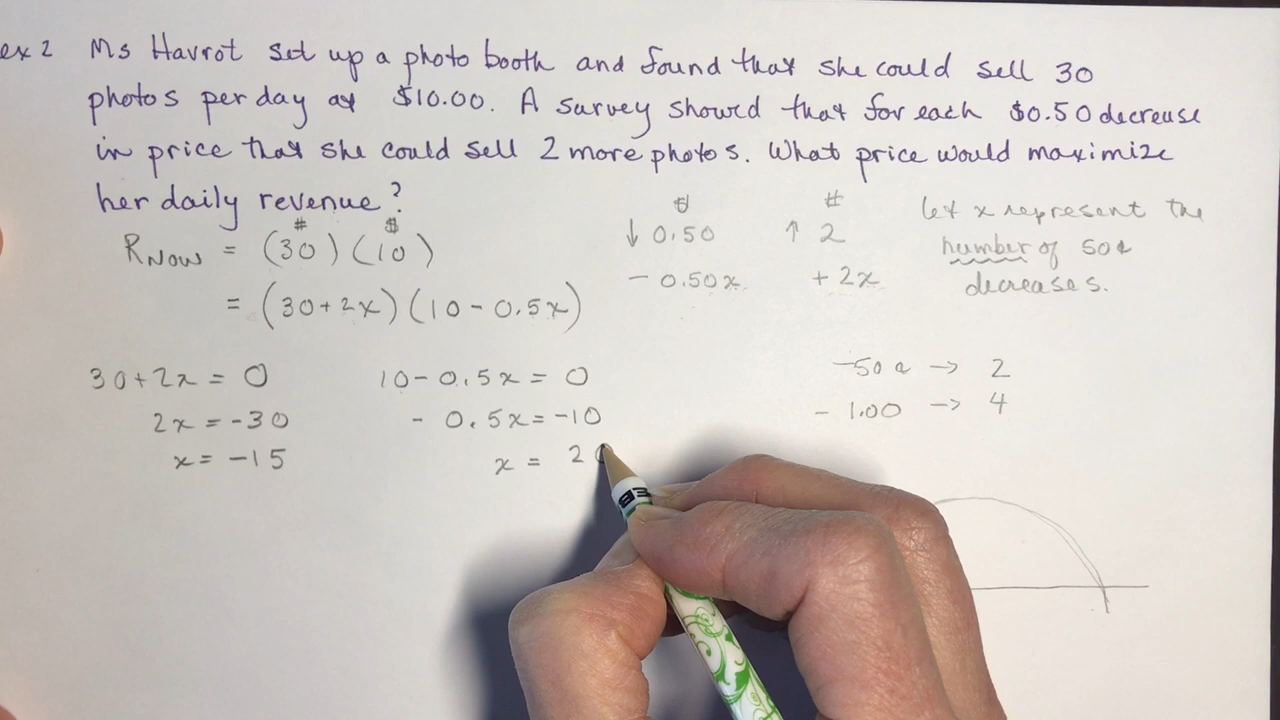 ex 2 Ms Havrot set up a photo booth and found that she could sell 30
photos per day at $10.00. A survey showed that for each $0.50 decrease
in price that she could sell 2 more photos. What price would maximize
her daily revenue?
# $
R NOW = (30)(10)
= (30+2x)(10-0.5x)
$ #
↓ 0.50 ↑ 2
- 0.50x + 2x
let x represent the
number of 50¢
decreases.
30+2x = 0
2x = -30
x = -15
10-0.5x = 0
- 0.5x = -10
x = 20
-50¢ → 2
- 1.00 → 4
EB